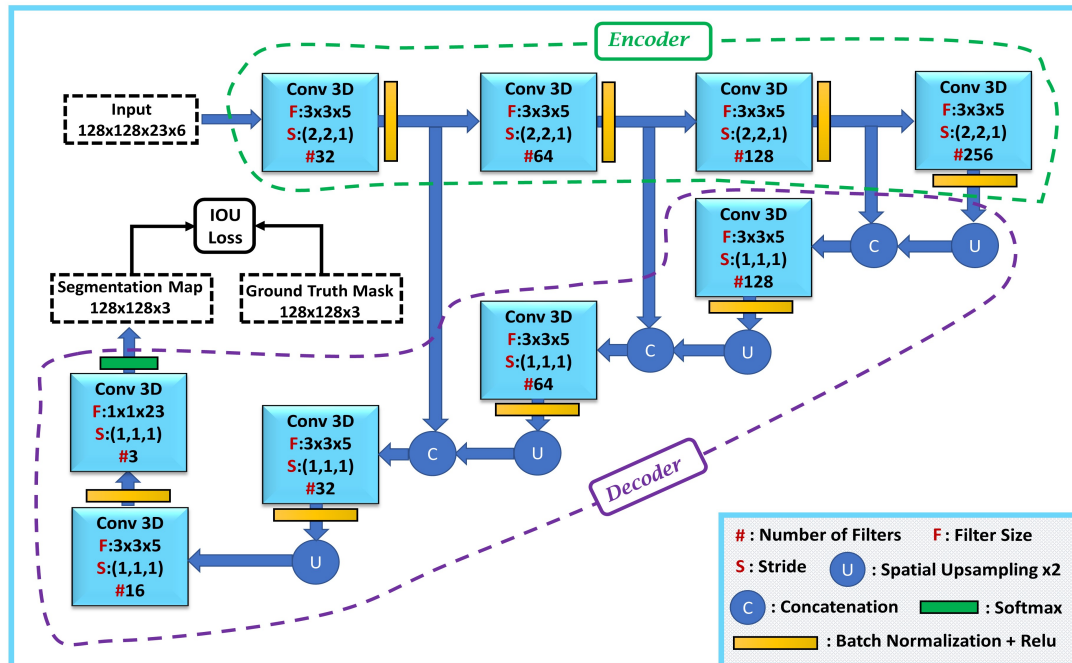 Encoder
Input
128x128x23x6
Conv 3D
F:3x3x5
S:(2,2,1)
#32
Conv 3D
F:3x3x5
S:(2,2,1)
#64
Conv 3D
F:3x3x5
S:(2,2,1)
#128
Conv 3D
F:3x3x5
S:(2,2,1)
#256
IOU
Loss
Segmentation Map
128x128x3
Ground Truth Mask
128x128x3
Conv 3D
F:3x3x5
S:(1,1,1)
#128
C
U
Conv 3D
F:3x3x5
S:(1,1,1)
#64
C
U
Conv 3D
F:1x1x23
S:(1,1,1)
#3
Conv 3D
F:3x3x5
S:(1,1,1)
#32
C
U
Decoder
Conv 3D
F:3x3x5
S:(1,1,1)
#16
U
# : Number of Filters
F : Filter Size
S : Stride
U : Spatial Upsampling x2
C : Concatenation
: Softmax
: Batch Normalization + Relu